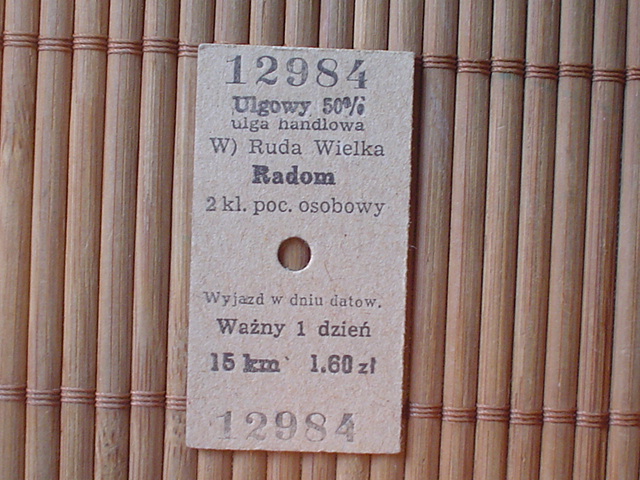 12984
Ulgowy 50%
ulga handlowa
W) Ruda Wielka
Radom
2 kl. poc. osobowy
Wyjazd w dniu datow.
Ważny 1 dzień
15 km 1.60 zł
12984